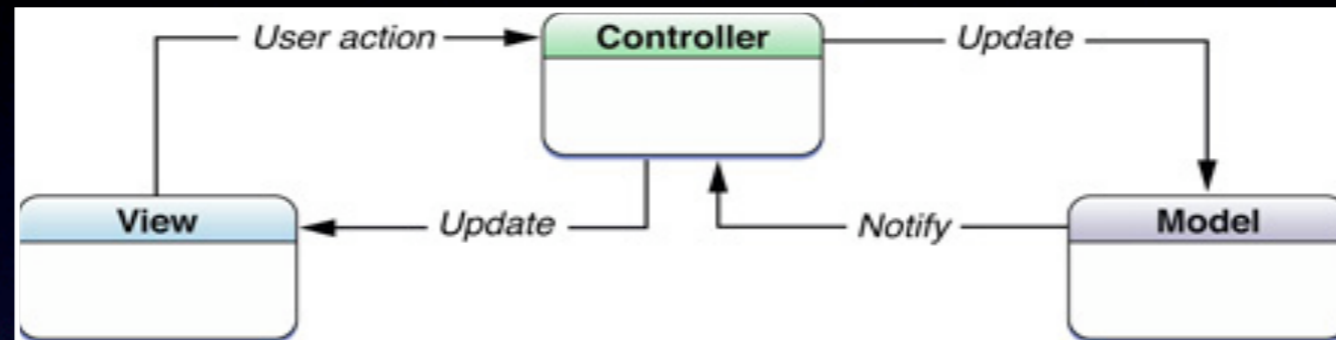 User action
Controller
Update
View
Update
Notify
Model